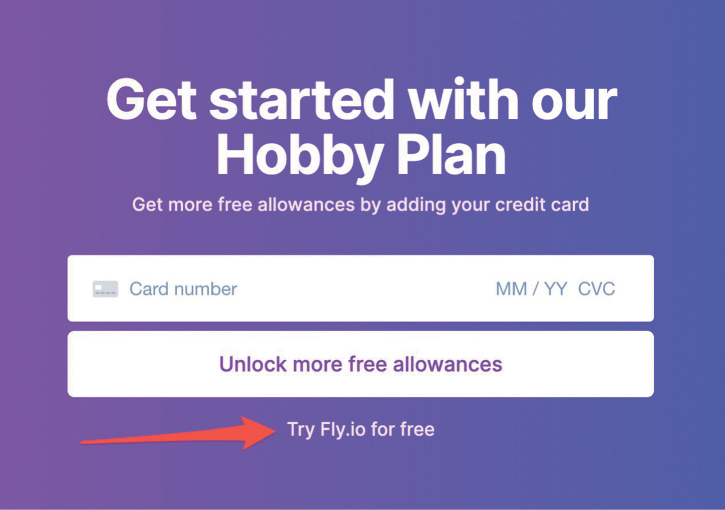 Get started with our
Hobby Plan
Get more free allowances by adding your credit card
Card number MM / YY CVC
Unlock more free allowances
Try Fly.io for free